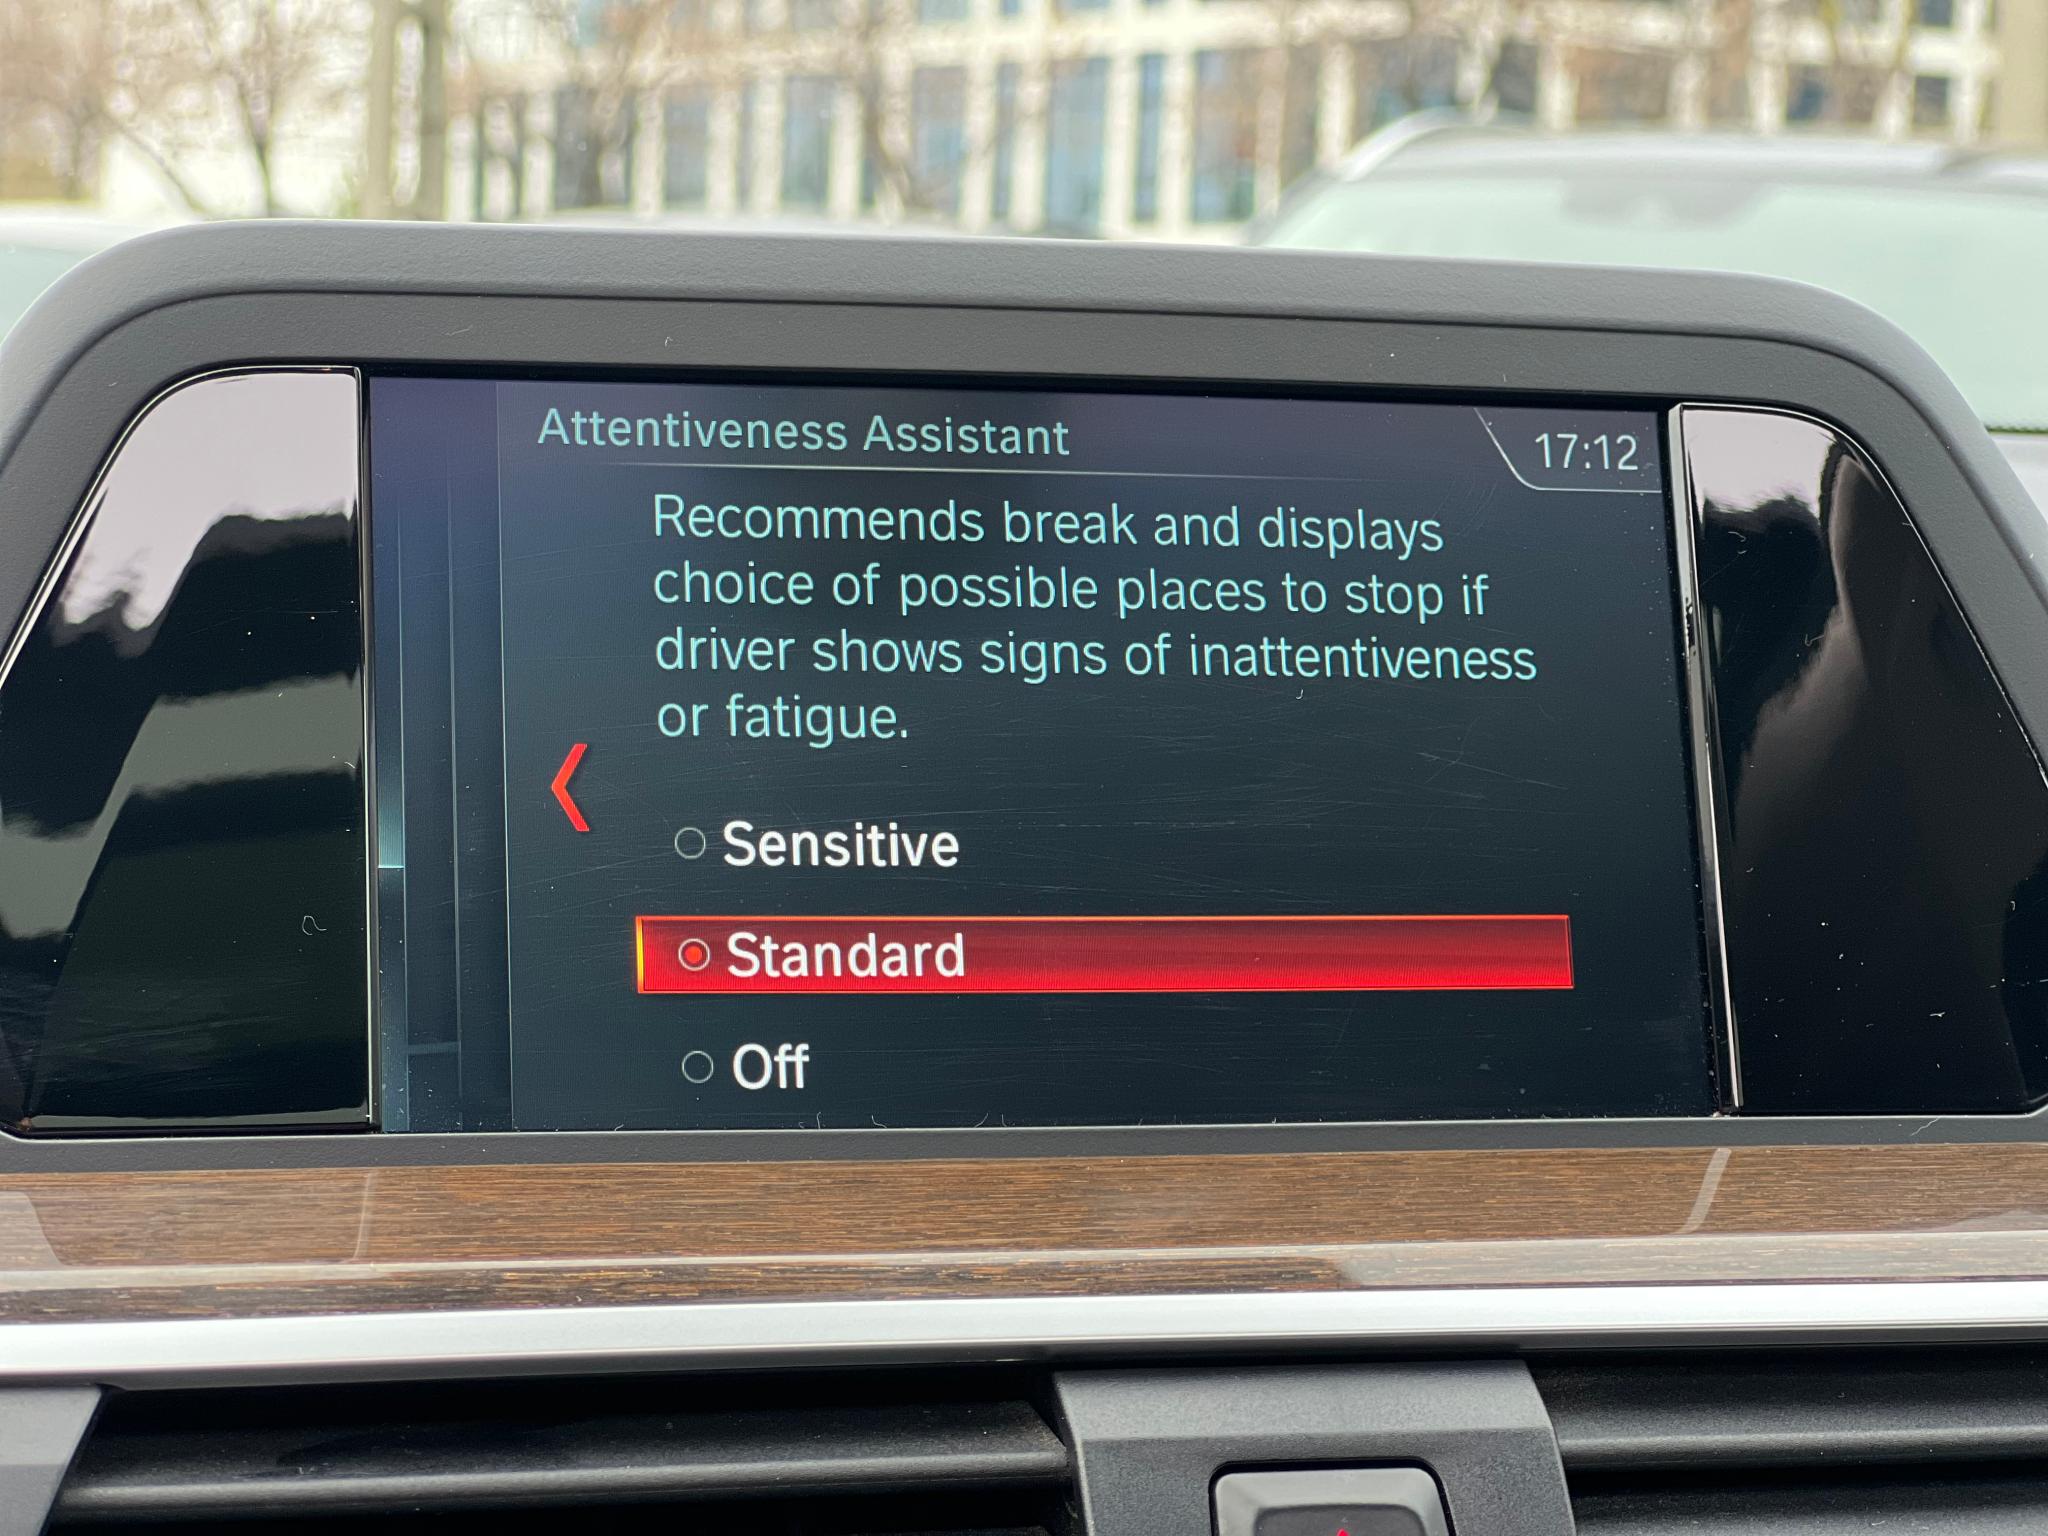 Attentiveness Assistant
17:12
Recommends break and displays
choice of possible places to stop if
driver shows signs of inattentiveness
or fatigue.
Sensitive
Standard
Off